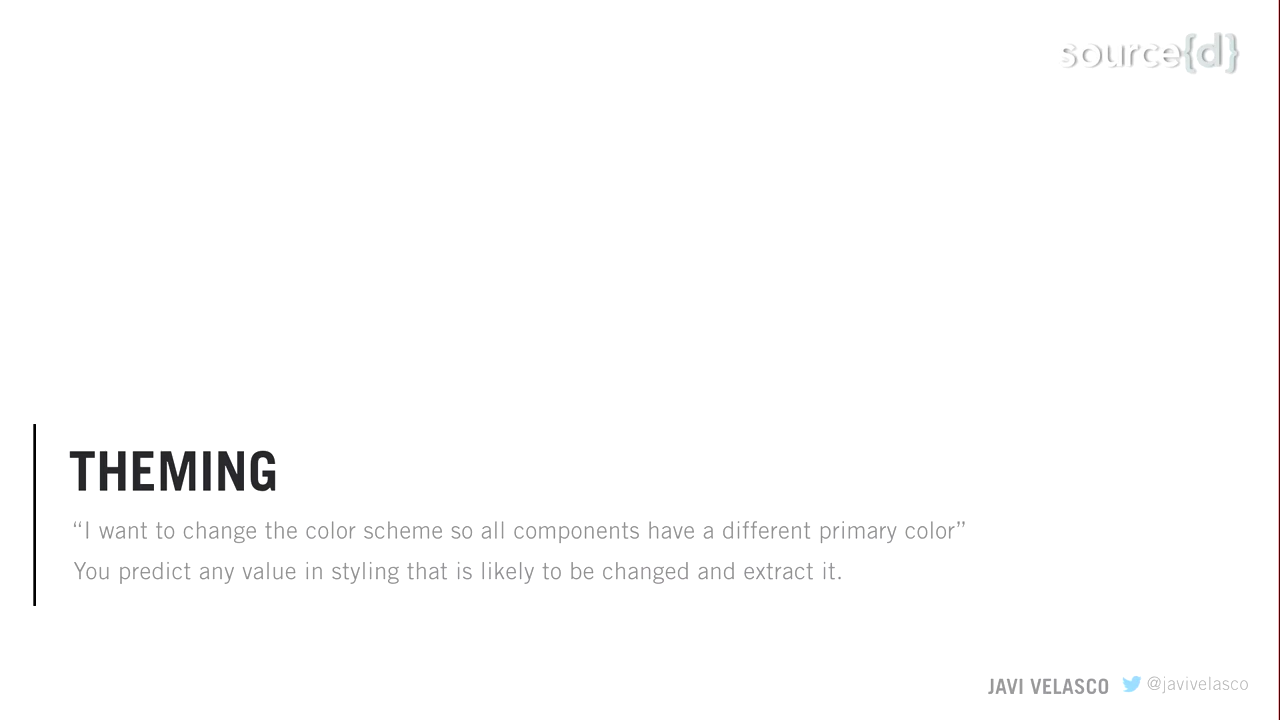 source{d}
THEMING
“I want to change the color scheme so all components have a different primary color”
You predict any value in styling that is likely to be changed and extract it.
JAVI VELASCO @javivelasco